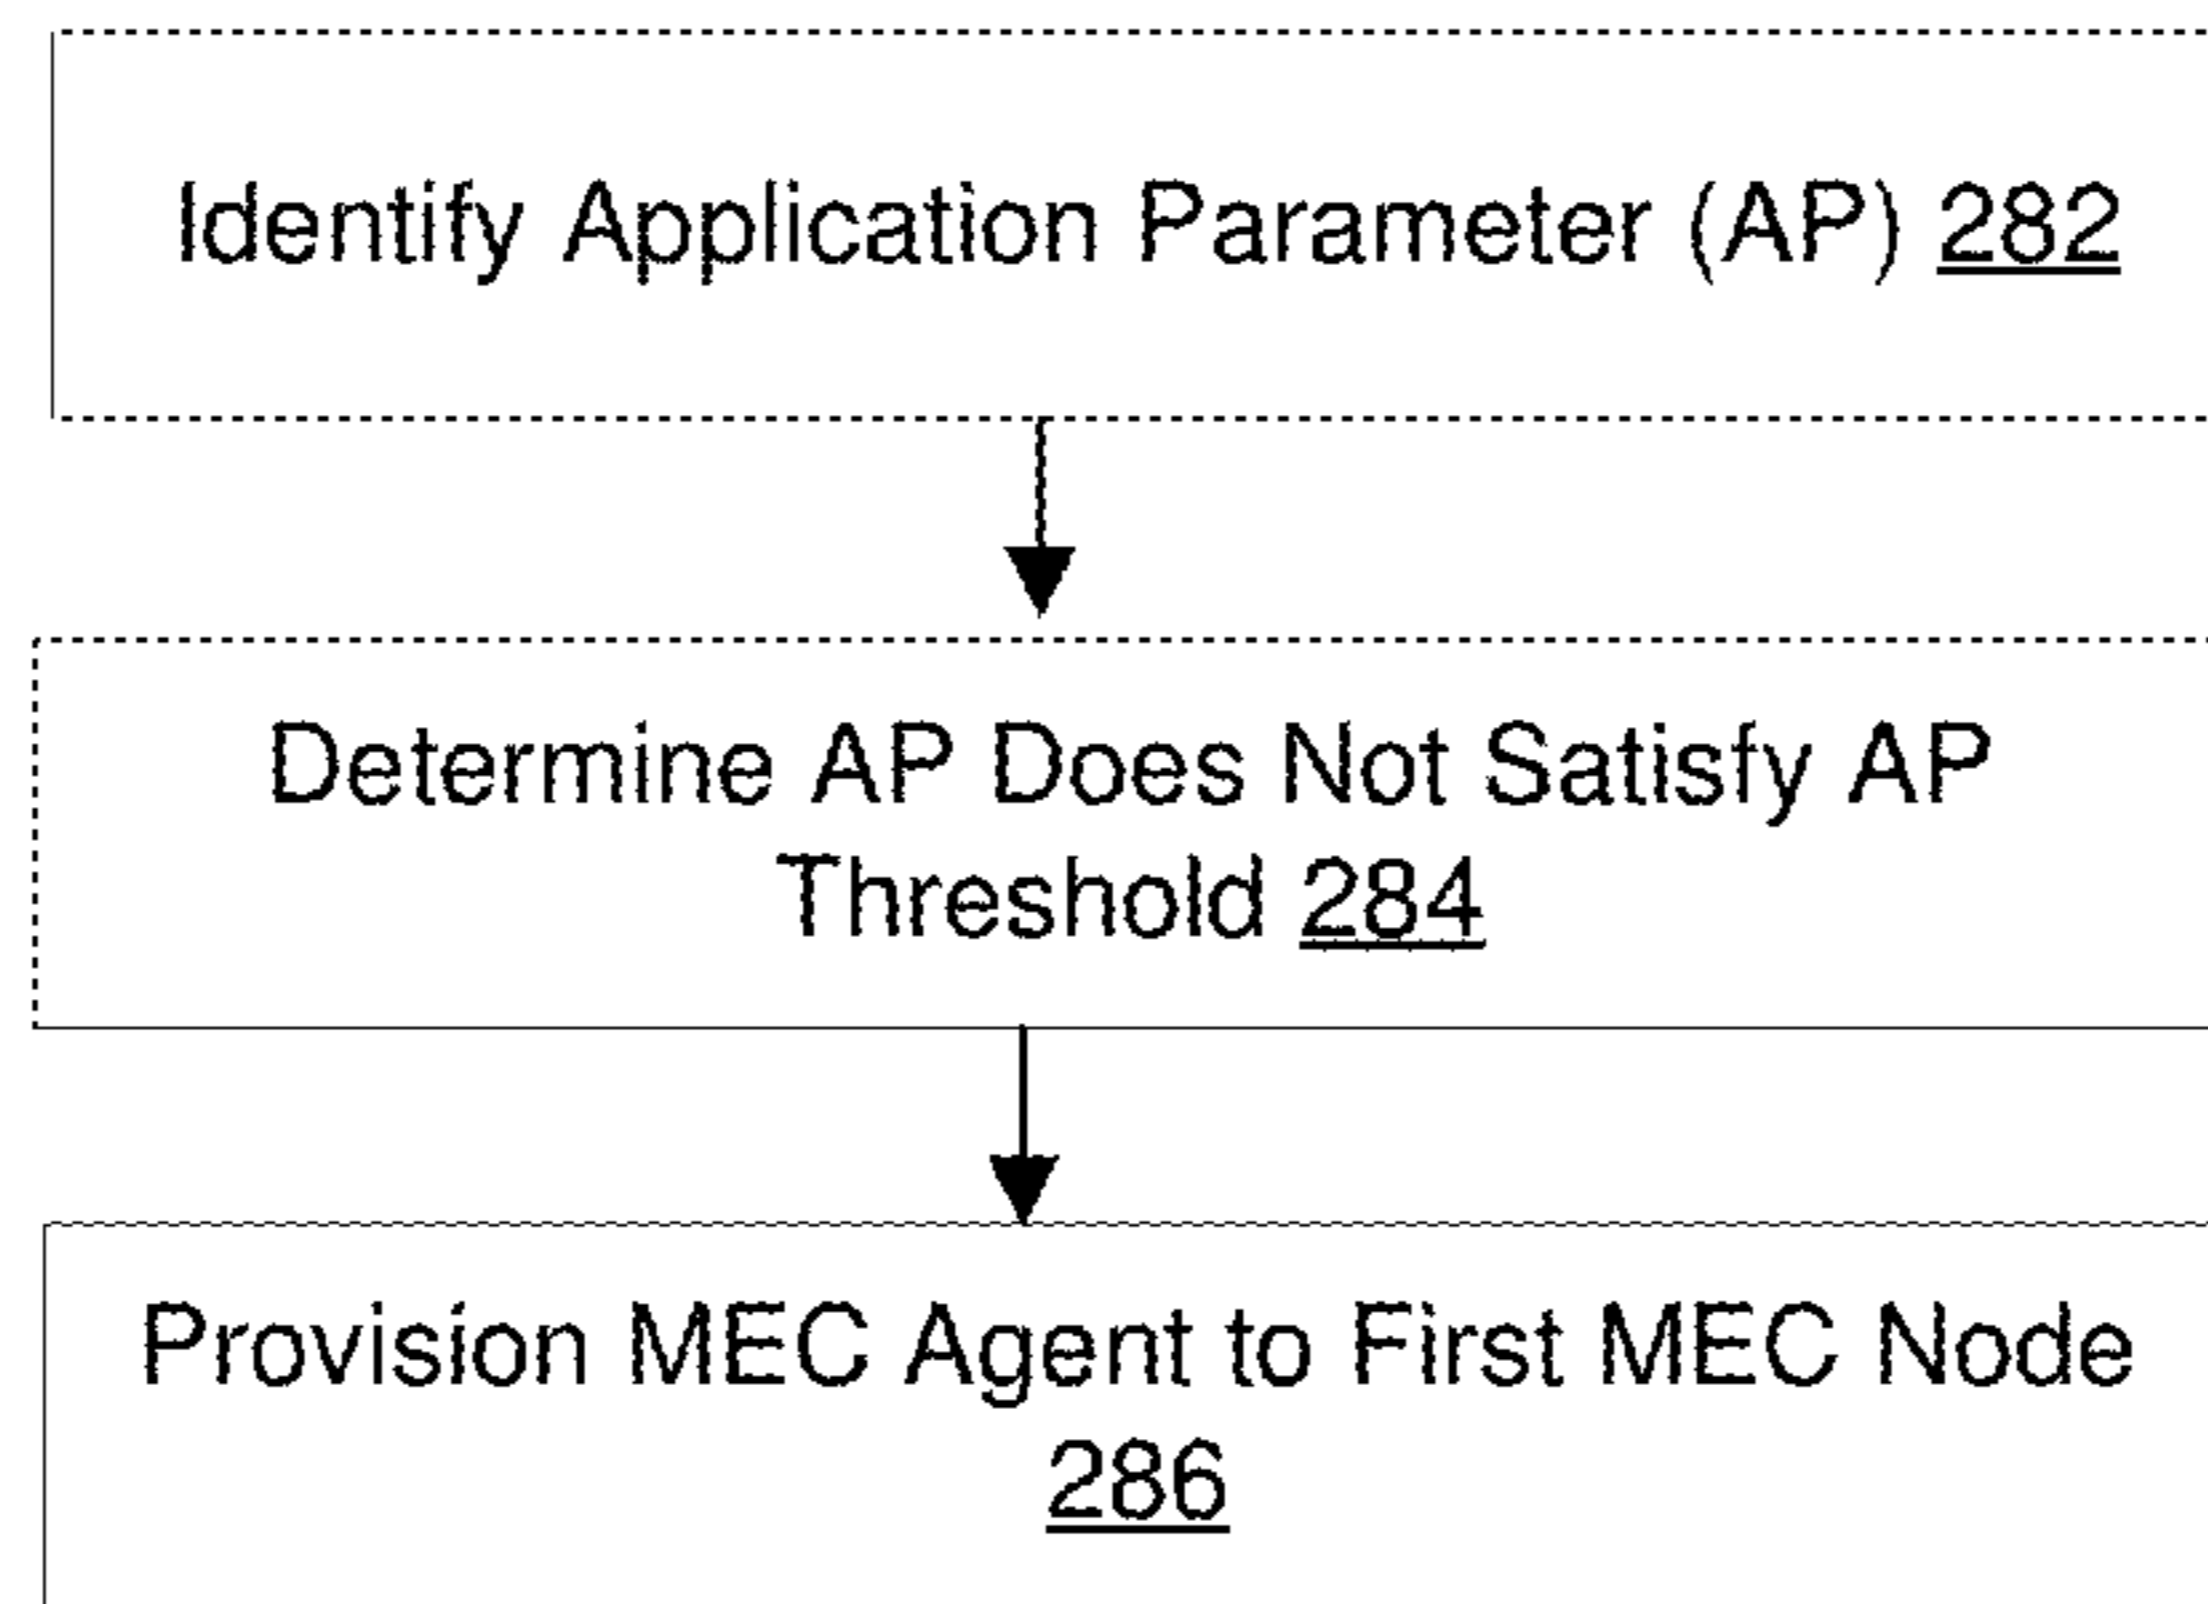 Identify Application Parameter (AP) 282
Determine AP Does Not Satisfy AP
Threshold 284
Provision MEC Agent to First MEC Node
286